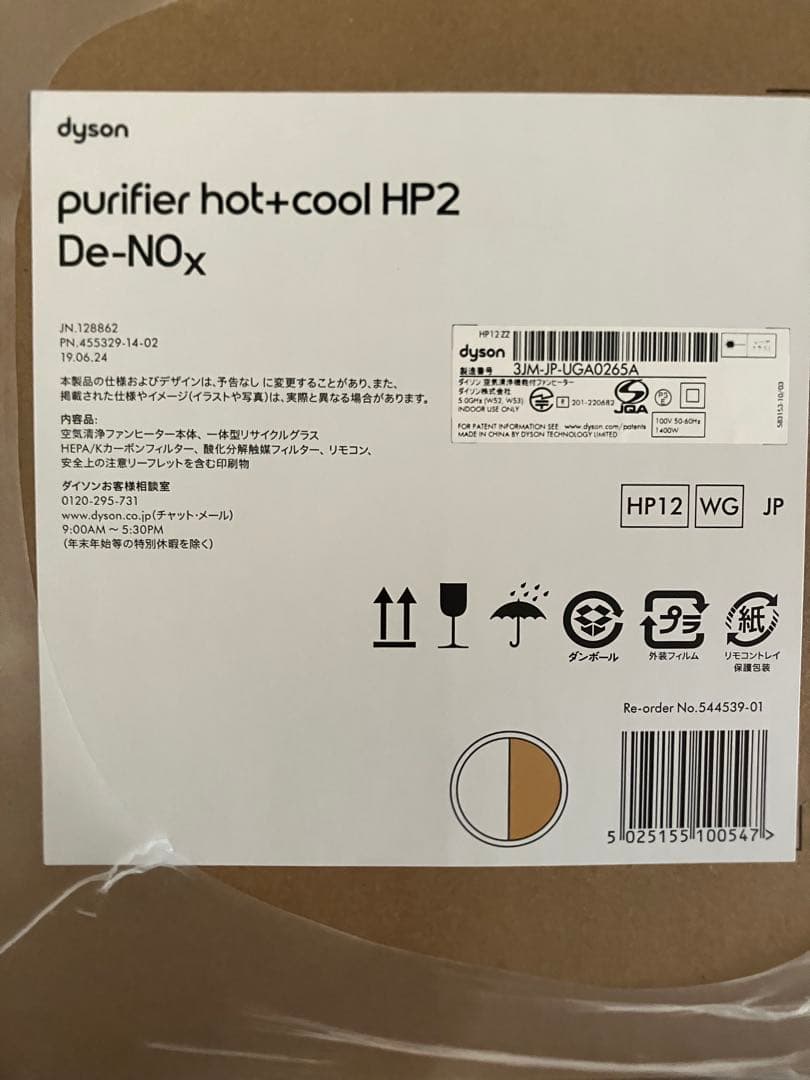 dyson
purifier hot+cool HP2
De-NOx
JN.128862
PN.455329-14-02
19.06.24
本製品の仕様およびデザインは、予告なしに変更することがあり、また、
掲載された仕様やイメージ(イラストや写真)は、実際と異なる場合があります。
内容品:
空気清浄ファンヒーター本体、一体型リサイクルグラス
HEPA/Kカーボンフィルター、酸化分解触媒フィルター、リモコン、
安全上の注意リーフレットを含む印刷物
ダイソンお客様相談室
0120-295-731
www.dyson.co.jp(チャット・メール)
9:00AM ～ 5:30PM
(年末年始等の特別休暇を除く)
HP12 ZZ
dyson
製造番号 3JM-JP-UGA0265A
ダイソン 空気清浄機能付ファンヒーター
ダイソン株式会社
5.0GHz (W52, W53)
INDOOR USE ONLY
R 201-220682
JQA
PS
E
FOR PATENT INFORMATION SEE www.dyson.com/patents
MADE IN CHINA BY DYSON TECHNOLOGY LIMITED
100V 50-60Hz
1400W
583153 10/03
HP12 WG JP
ダンボール
プラ
外装フィルム
紙
リモコントレイ
保護包装
Re-order No.544539-01
5 025155 100547 >